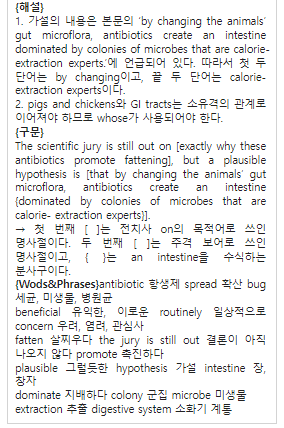 {해설}
1. 가설의 내용은 본문의 ‘by changing the animals’
gut microflora, antibiotics create an intestine
dominated by colonies of microbes that are calorie-
extraction experts.’에 언급되어 있다. 따라서 첫 두
단어는 by changing이고, 끝 두 단어는 calorie-
extraction experts이다.
2. pigs and chickens와 GI tracts는 소유격의 관계로
이어져야 하므로 whose가 사용되어야 한다.
{구문}
The scientific jury is still out on [exactly why these
antibiotics promote fattening], but a plausible
hypothesis is [that by changing the animals’ gut
microflora, antibiotics create an intestine
{dominated by colonies of microbes that are
calorie- extraction experts}].
→ 첫 번째 [ ]는 전치사 on의 목적어로 쓰인
명사절이다. 두 번째 [ ]는 주격 보어로 쓰인
명사절이고, { }는 an intestine을 수식하는
분사구이다.
{Wods&Phrases}antibiotic 항생제 spread 확산 bug
세균, 미생물, 병원균
beneficial 유익한, 이로운 routinely 일상적으로
concern 우려, 염려, 관심사
fatten 살찌우다 the jury is still out 결론이 아직
나오지 않다 promote 촉진하다
plausible 그럴듯한 hypothesis 가설 intestine 장,
창자
dominate 지배하다 colony 군집 microbe 미생물
extraction 추출 digestive system 소화기 계통